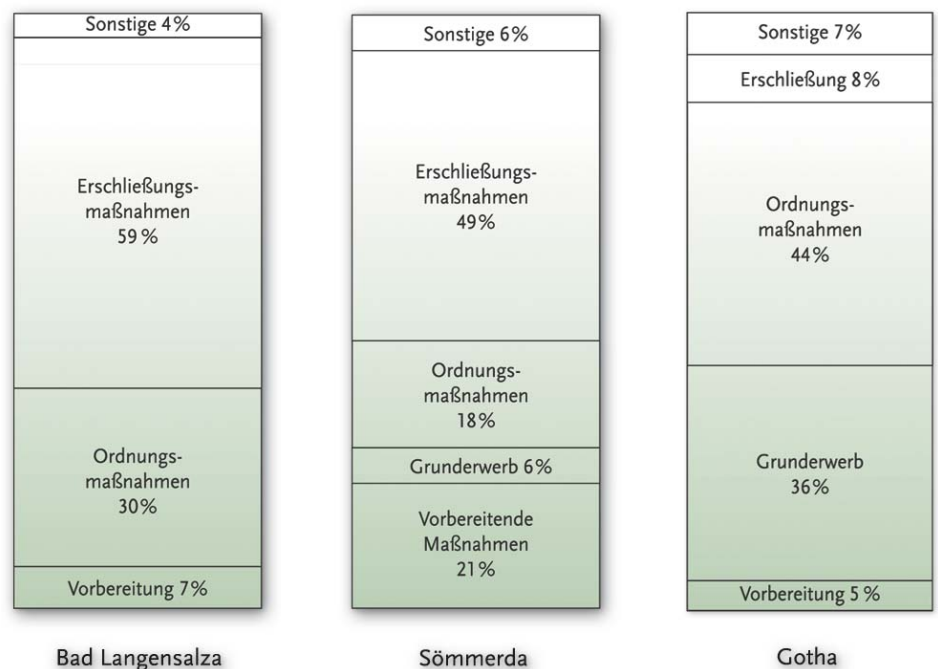 Sonstige 4%
Erschließungs-
maßnahmen
59 %
Ordnungs-
maßnahmen
30%
Vorbereitung 7%
Bad Langensalza
Sonstige 6%
Erschließungs-
maßnahmen
49%
Ordnungs-
maßnahmen
18%
Grunderwerb 6%
Vorbereitende
Maßnahmen
21%
Sömmerda
Sonstige 7%
Erschließung 8%
Ordnungs-
maßnahmen
44%
Grunderwerb
36%
Vorbereitung 5 %
Gotha